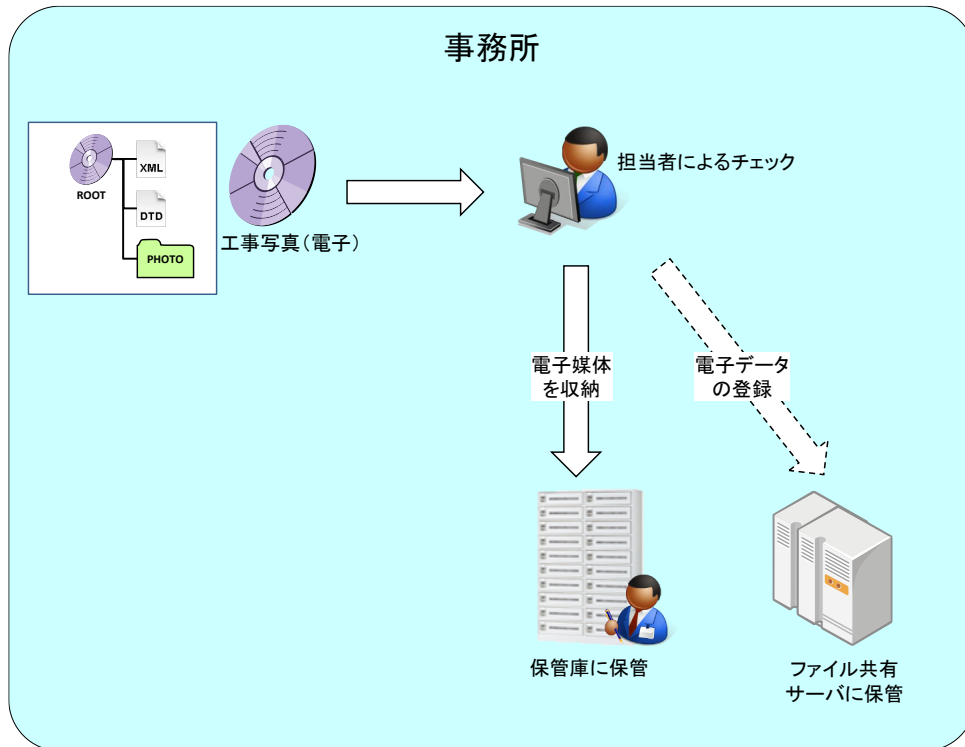 事務所
ROOT
XML
DTD
PHOTO
工事写真（電子）
担当者によるチェック
電子媒体
を収納
電子データ
の登録
保管庫に保管
ファイル共有
サーバに保管